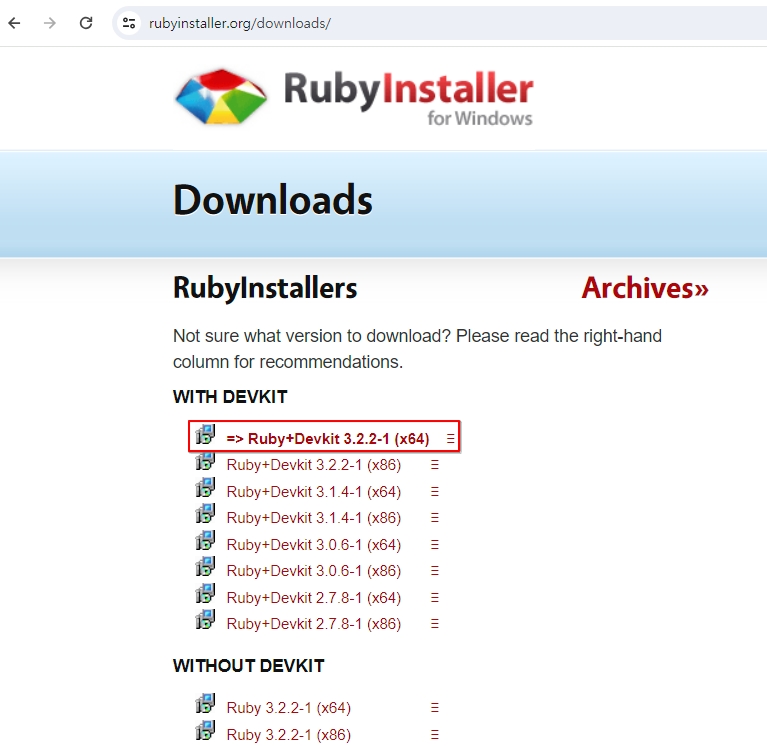 rubyinstaller.org/downloads/
RubyInstaller
for Windows
Downloads
RubyInstallers
Archives»
Not sure what version to download? Please read the right-hand
column for recommendations.
WITH DEVKIT
=> Ruby+Devkit 3.2.2-1 (x64)
Ruby+Devkit 3.2.2-1 (x86)
Ruby+Devkit 3.1.4-1 (x64)
Ruby+Devkit 3.1.4-1 (x86)
Ruby+Devkit 3.0.6-1 (x64)
Ruby+Devkit 3.0.6-1 (x86)
Ruby+Devkit 2.7.8-1 (x64)
Ruby+Devkit 2.7.8-1 (x86)
WITHOUT DEVKIT
Ruby 3.2.2-1 (x64)
Ruby 3.2.2-1 (x86)